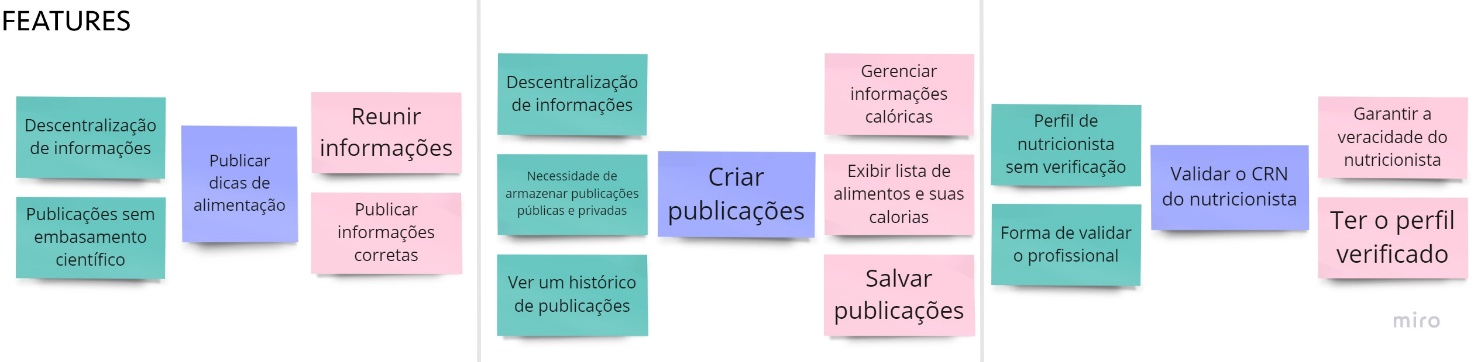 FEATURES
Descentralização
de informações
Publicações sem
embasamento
científico
Publicar
dicas de
alimentação
Reunir
informações
Publicar
informações
corretas
Descentralização
de informações
Necessidade de
armazenar publicações
públicas e privadas
Ver um histórico
de publicações
Criar
publicações
Gerenciar
informações
calóricas
Exibir lista de
alimentos e suas
calorias
Salvar
publicações
Perfil de
nutricionista
sem verificação
Forma de validar
o profissional
Validar o CRN
do nutricionista
Garantir a
veracidade do
nutricionista
Ter o perfil
verificado
miro